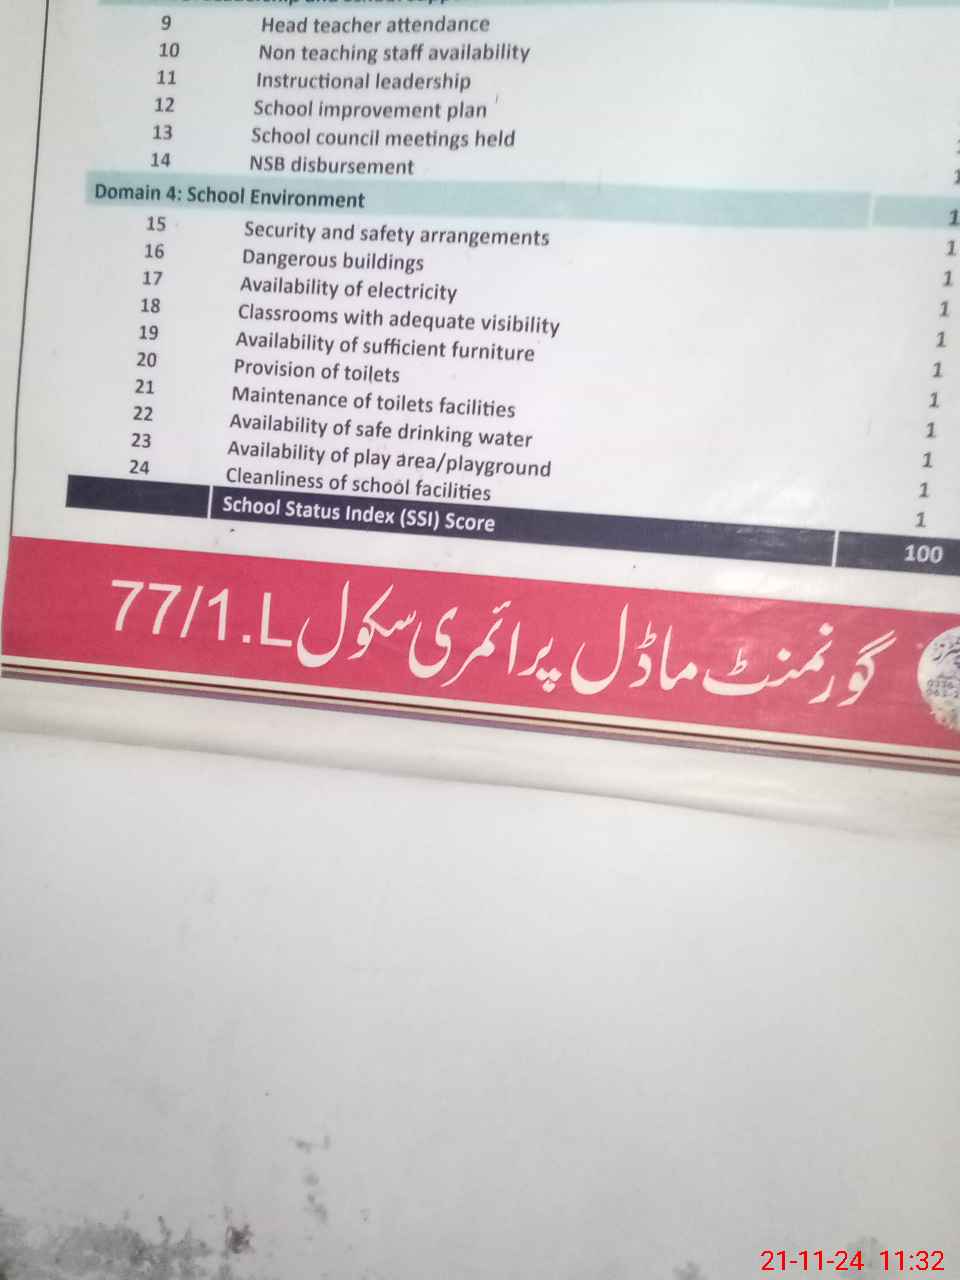 9 Head teacher attendance
10 Non teaching staff availability
11 Instructional leadership
12 School improvement plan
13 School council meetings held
14 NSB disbursement
Domain 4: School Environment 1
15 Security and safety arrangements 1
16 Dangerous buildings 1
17 Availability of electricity 1
18 Classrooms with adequate visibility 1
19 Availability of sufficient furniture 1
20 Provision of toilets 1
21 Maintenance of toilets facilities 1
22 Availability of safe drinking water 1
23 Availability of play area/playground 1
24 Cleanliness of school facilities 1
School Status Index (SSI) Score 100
گورنمنٹ ماڈل پرائمری سکول 77/1.L
21-11-24 11:32